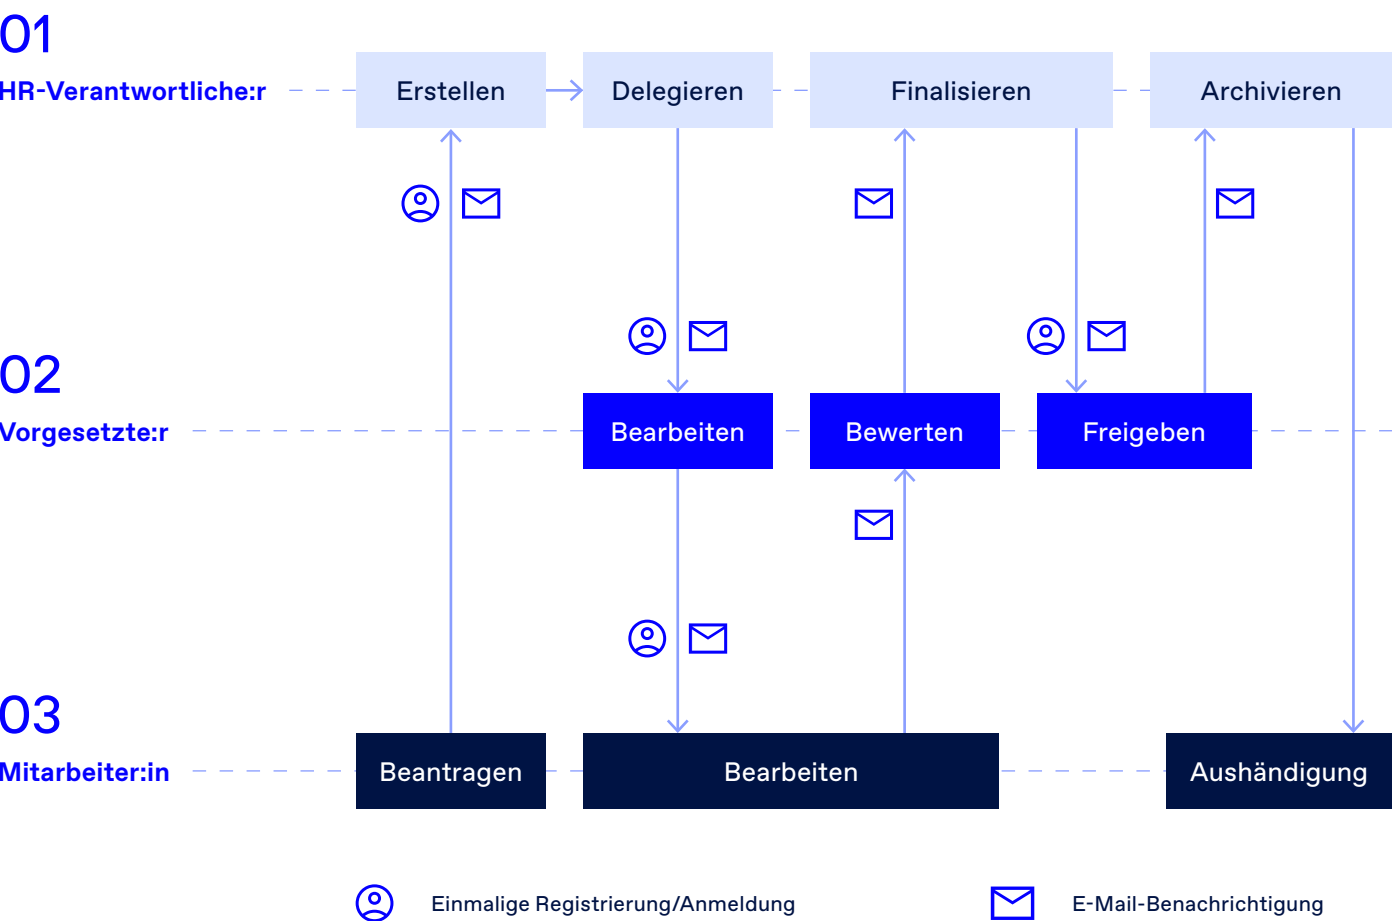 01
HR-Verantwortliche:r
Erstellen
Delegieren
Finalisieren
Archivieren
02
Vorgesetzte:r
Bearbeiten
Bewerten
Freigeben
03
Mitarbeiter:in
Beantragen
Bearbeiten
Aushändigung
Einmalige Registrierung/Anmeldung
E-Mail-Benachrichtigung